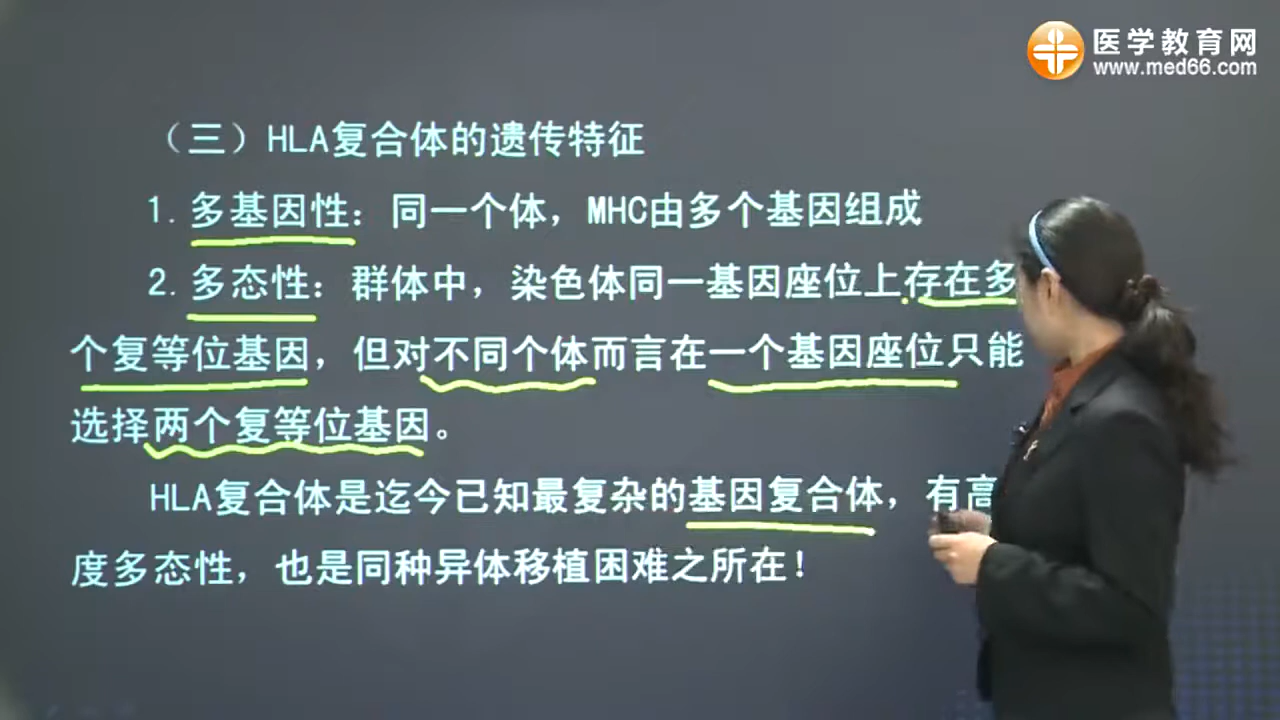 医学教育网
www.med66.com
（三）HLA复合体的遗传特征
1. 多基因性：同一个体，MHC由多个基因组成
2. 多态性：群体中，染色体同一基因座位上存在多
个复等位基因，但对不同个体而言在一个基因座位只能
选择两个复等位基因。
HLA复合体是迄今已知最复杂的基因复合体，有高
度多态性，也是同种异体移植困难之所在！